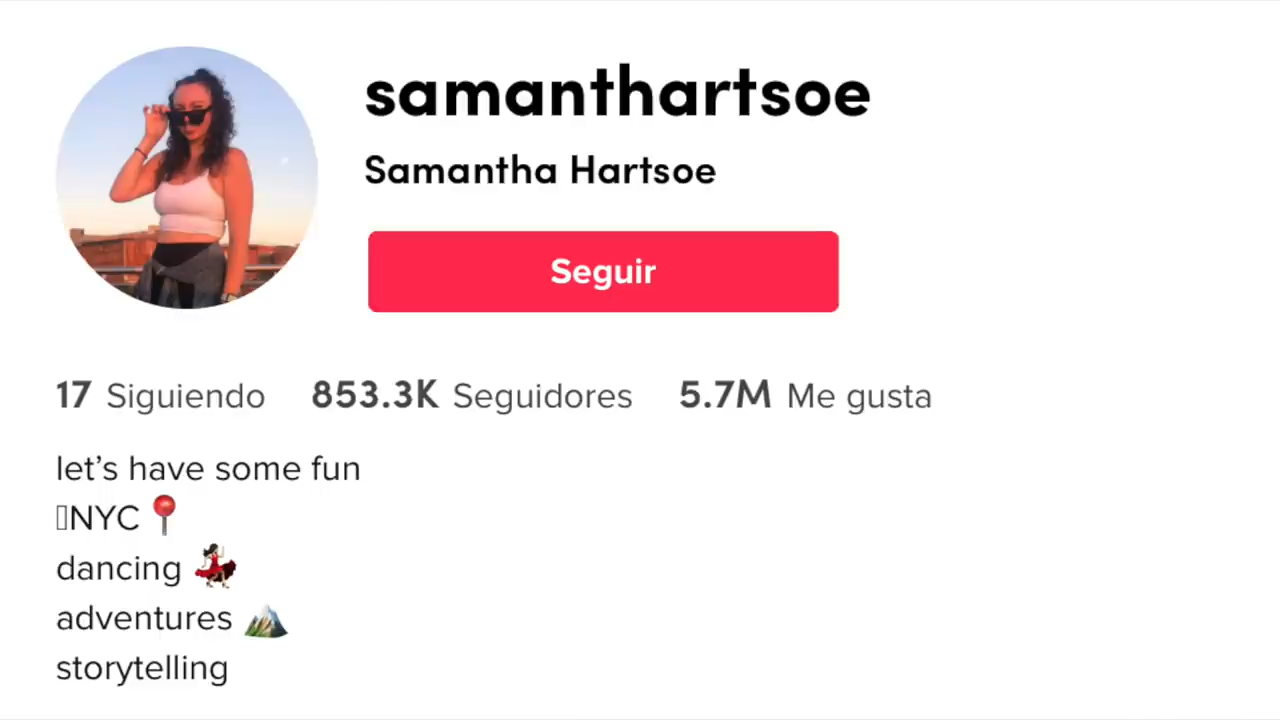 samanthartsoe
Samantha Hartsoe
Seguir
17 Siguiendo 853.3K Seguidores 5.7M Me gusta
let’s have some fun
NYC📍
dancing 💃🏻
adventures ⛰️
storytelling